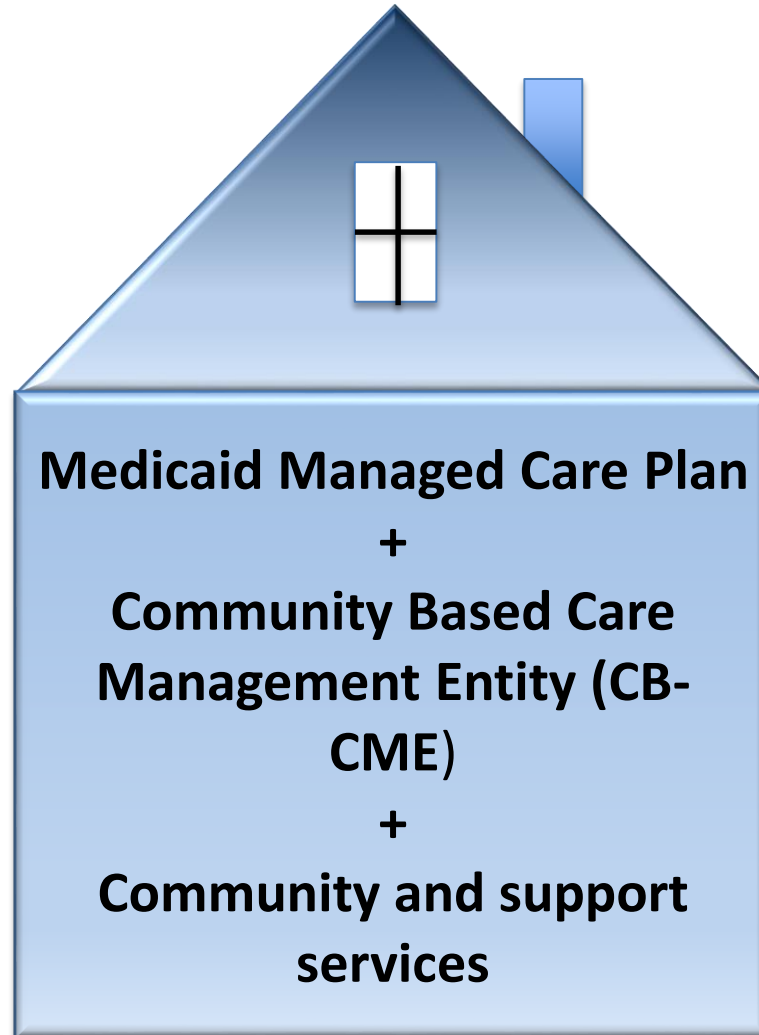 Medicaid Managed Care Plan
+
Community Based Care
Management Entity (CB-
CME)
+
Community and support
services